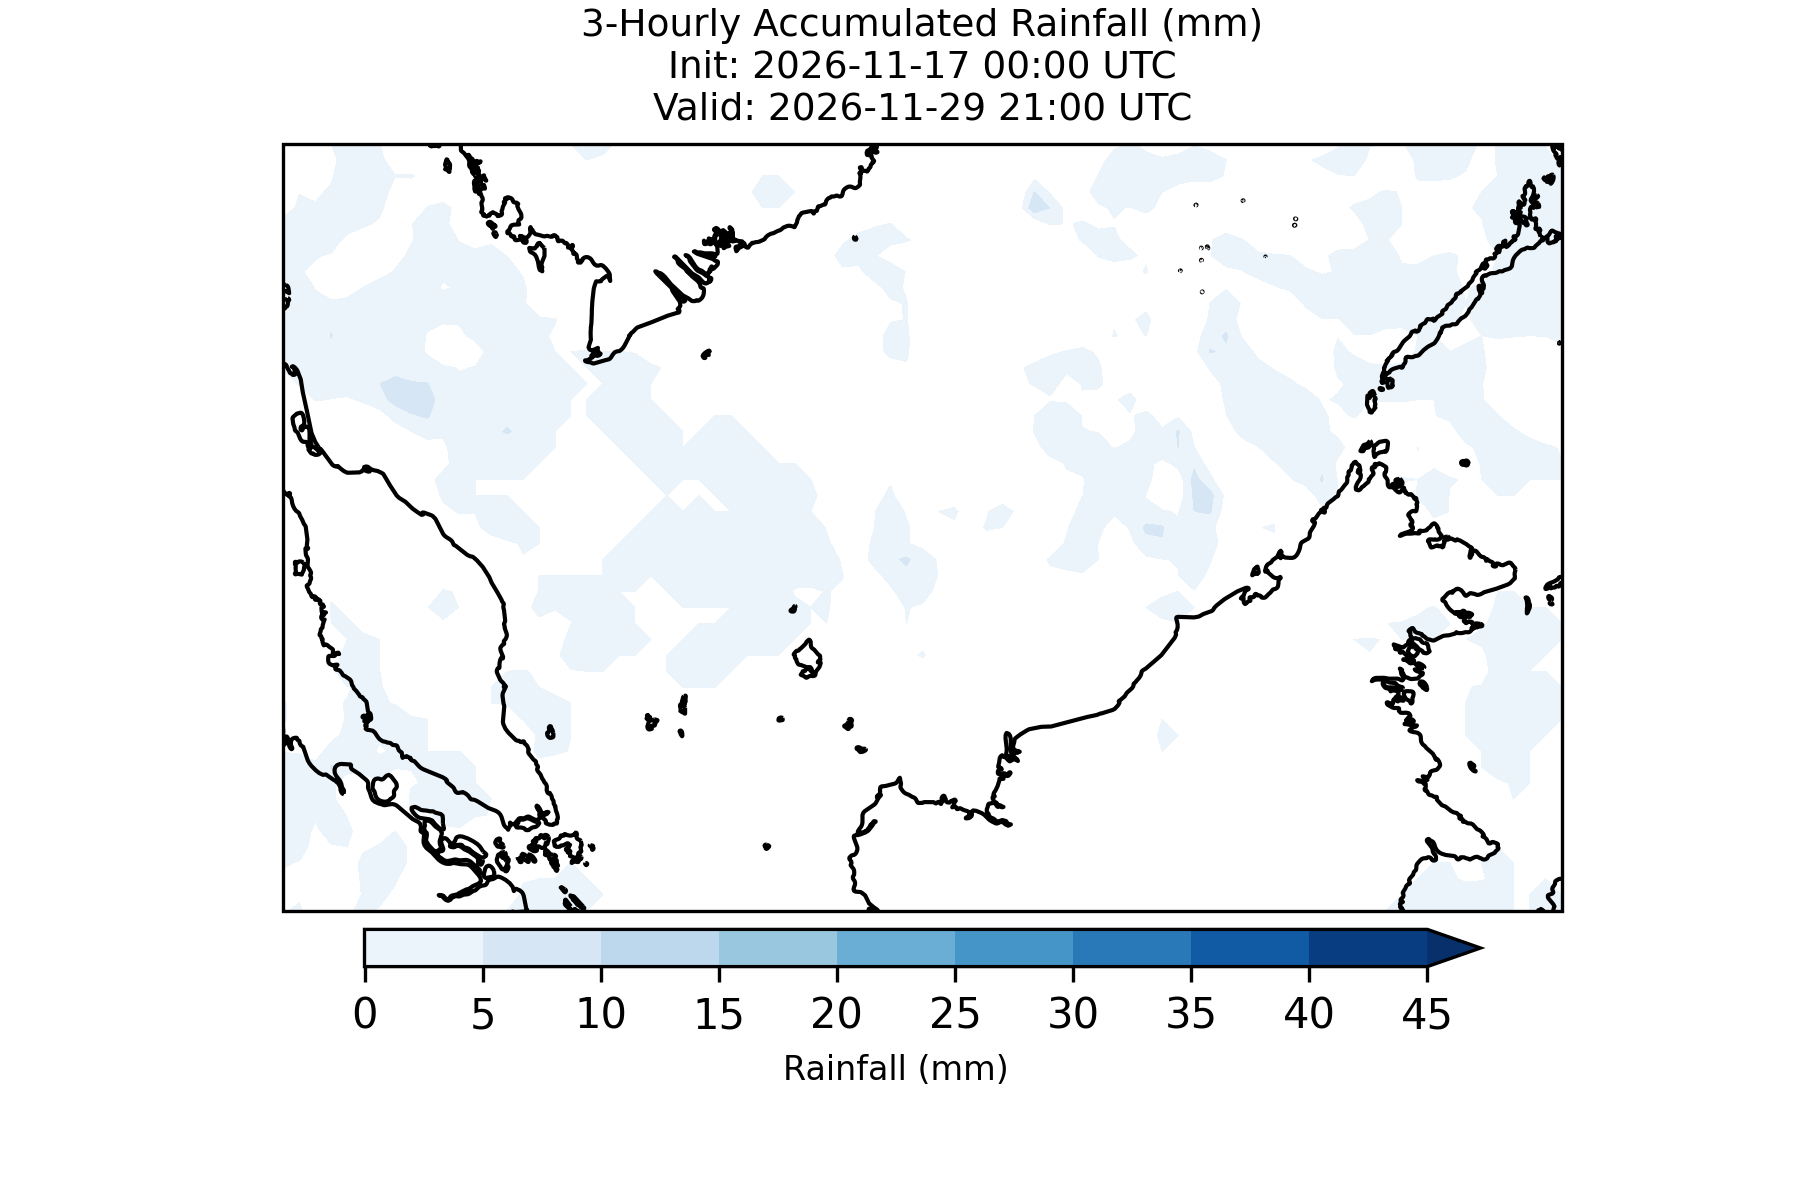 3-Hourly Accumulated Rainfall (mm)
Init: 2026-11-17 00:00 UTC
Valid: 2026-11-29 21:00 UTC
0 5 10 15 20 25 30 35 40 45
Rainfall (mm)